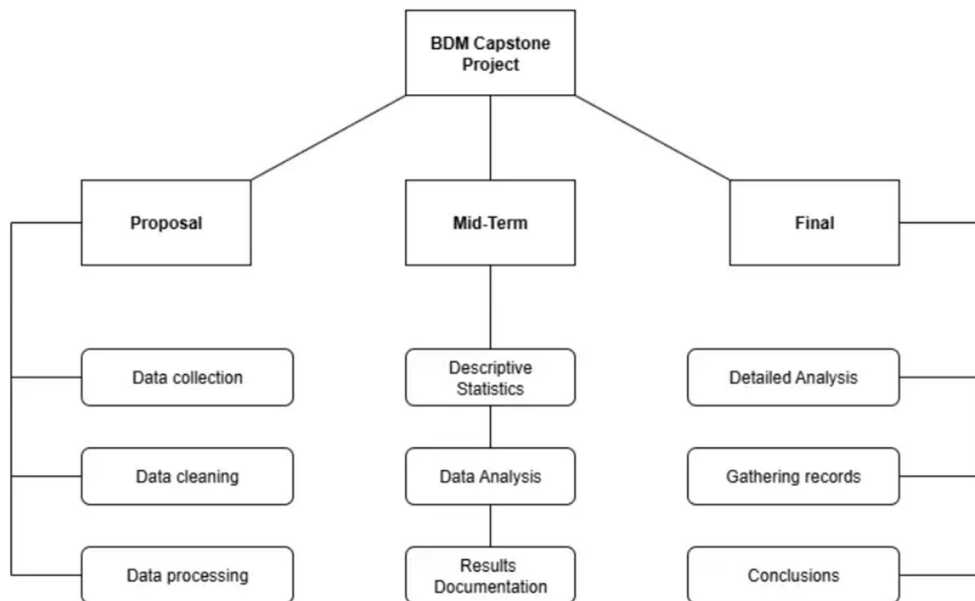 BDM Capstone
Project
Proposal
Mid-Term
Final
Data collection
Descriptive
Statistics
Detailed Analysis
Data cleaning
Data Analysis
Gathering records
Data processing
Results
Documentation
Conclusions